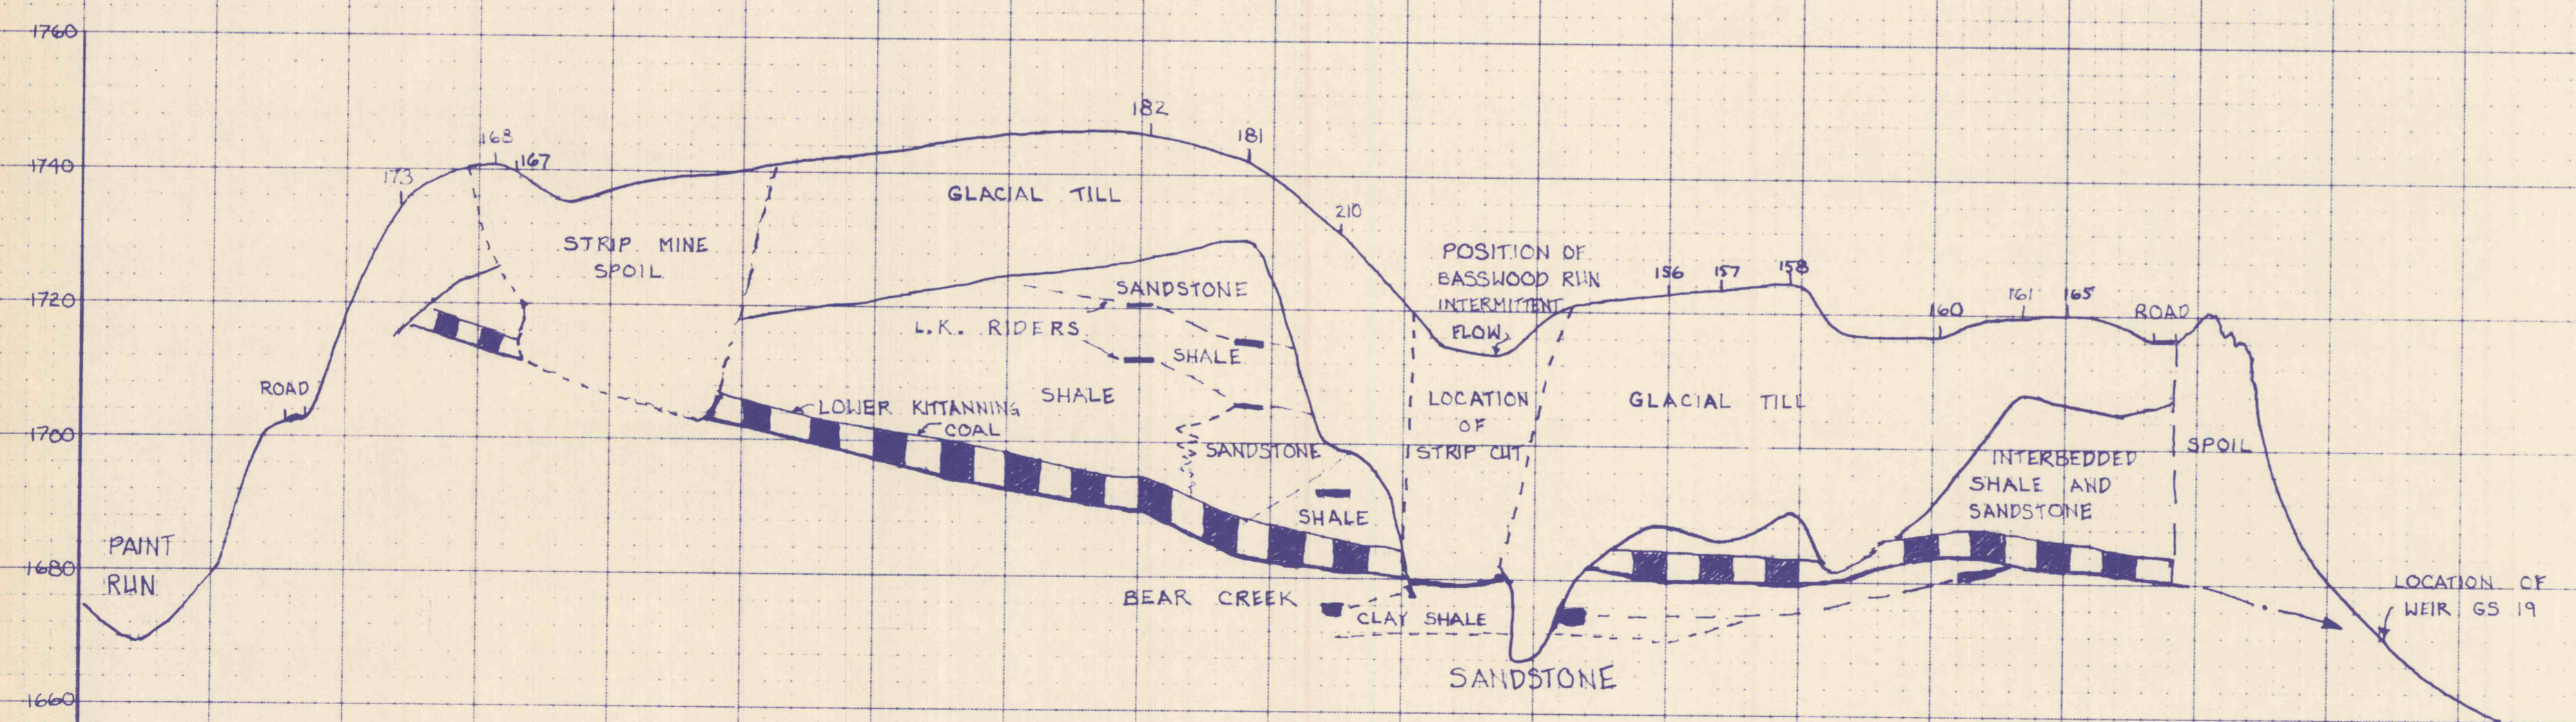 1760
1740
1720
1700
1680
1660
PAINT
RUN
ROAD
173
168
167
STRIP MINE
SPOIL
182
181
210
GLACIAL TILL
SANDSTONE
L.K. RIDERS
SHALE
SHALE
LOWER KITTANNING
COAL
SANDSTONE
SHALE
BEAR CREEK
CLAY SHALE
SANDSTONE
POSITION OF
BASSWOOD RUN
INTERMITTENT
FLOW
LOCATION
OF
STRIP CUT
156
157
158
160
161
165
ROAD
GLACIAL TILL
INTERBEDDED
SHALE AND
SANDSTONE
SPOIL
LOCATION OF
WEIR GS 19